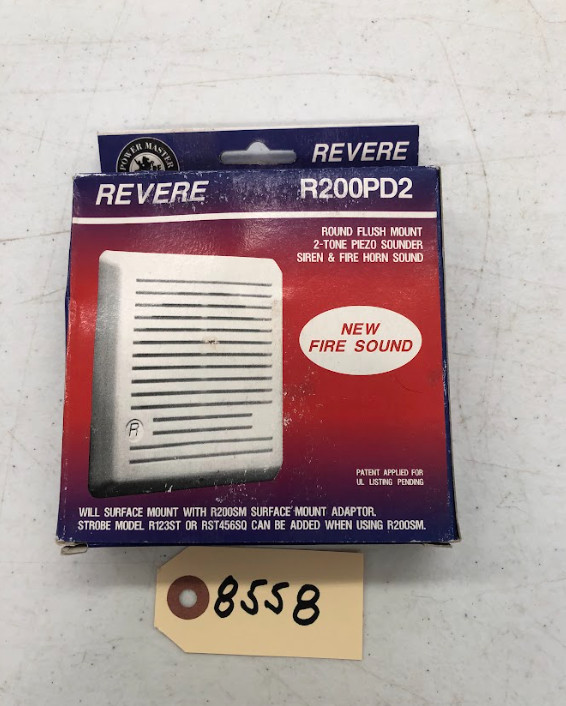 POWER MASTER
REVERE
REVERE
R200PD2
ROUND FLUSH MOUNT
2-TONE PIEZO SOUNDER
SIREN & FIRE HORN SOUND
NEW
FIRE SOUND
R
PATENT APPLIED FOR
UL LISTING PENDING
WILL SURFACE MOUNT WITH R200SM SURFACE MOUNT ADAPTOR.
STROBE MODEL R123ST OR RST456SQ CAN BE ADDED WHEN USING R200SM.
8558